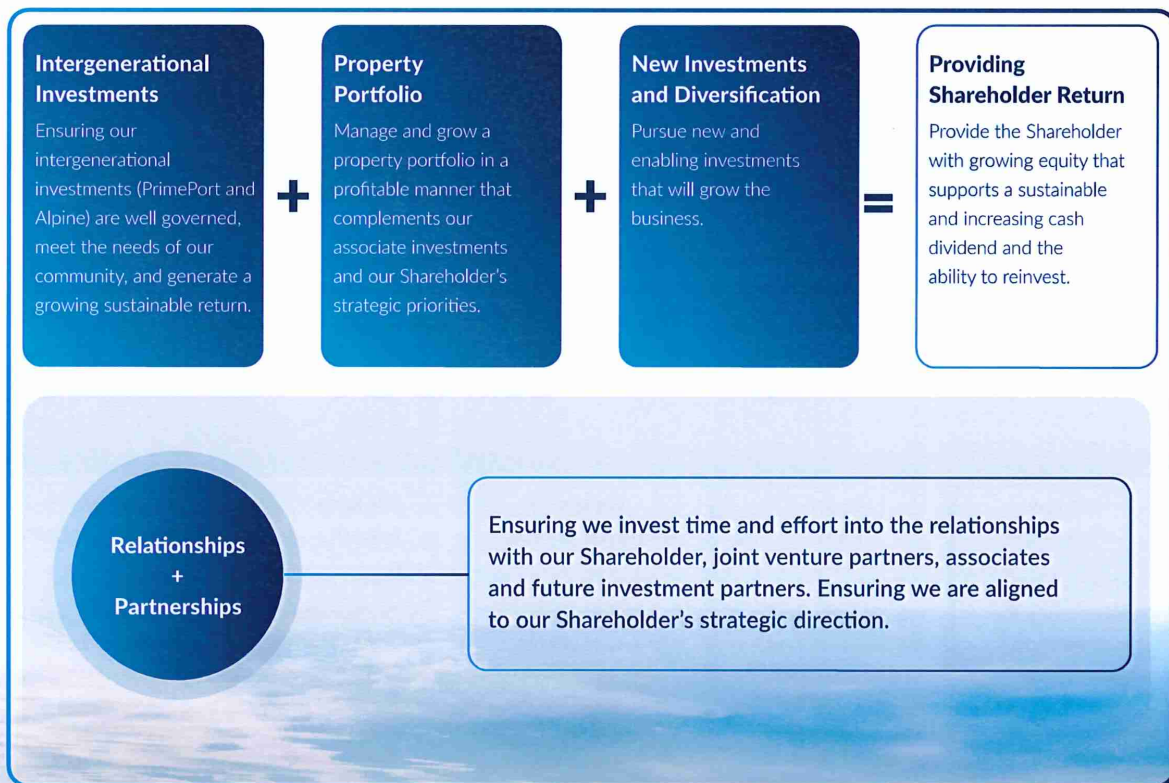 Intergenerational
Investments
Ensuring our
intergenerational
investments (PrimePort and
Alpine) are well governed,
meet the needs of our
community, and generate a
growing sustainable return.
+
Property
Portfolio
Manage and grow a
property portfolio in a
profitable manner that
complements our
associate investments
and our Shareholder's
strategic priorities.
+
New Investments
and Diversification
Pursue new and
enabling investments
that will grow the
business.
=
Providing
Shareholder Return
Provide the Shareholder
with growing equity that
supports a sustainable
and increasing cash
dividend and the
ability to reinvest.
Relationships
+
Partnerships
Ensuring we invest time and effort into the relationships
with our Shareholder, joint venture partners, associates
and future investment partners. Ensuring we are aligned
to our Shareholder's strategic direction.